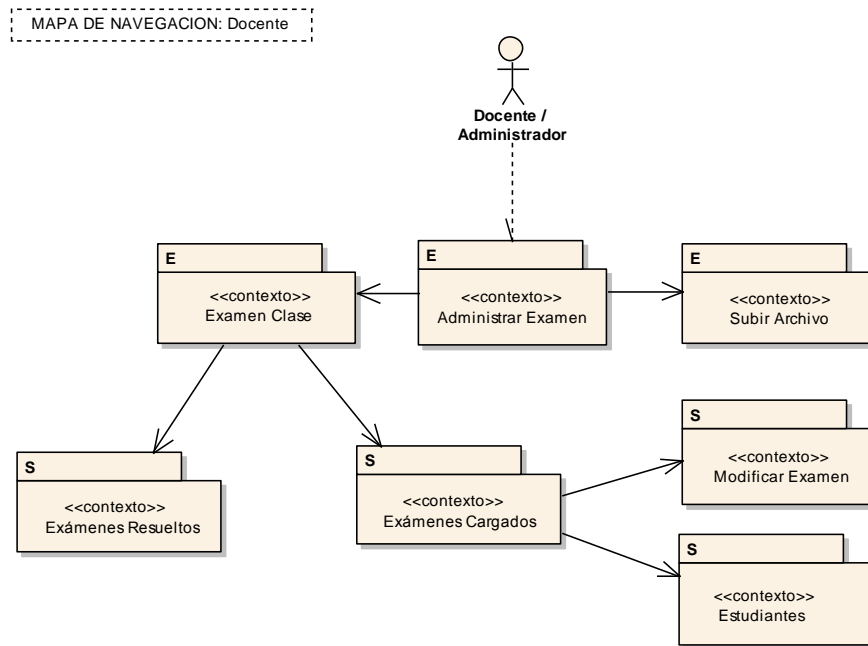 MAPA DE NAVEGACION: Docente
Docente /
Administrador
E
<<contexto>>
Examen Clase
E
<<contexto>>
Administrar Examen
E
<<contexto>>
Subir Archivo
S
<<contexto>>
Exámenes Resueltos
S
<<contexto>>
Exámenes Cargados
S
<<contexto>>
Modificar Examen
S
<<contexto>>
Estudiantes